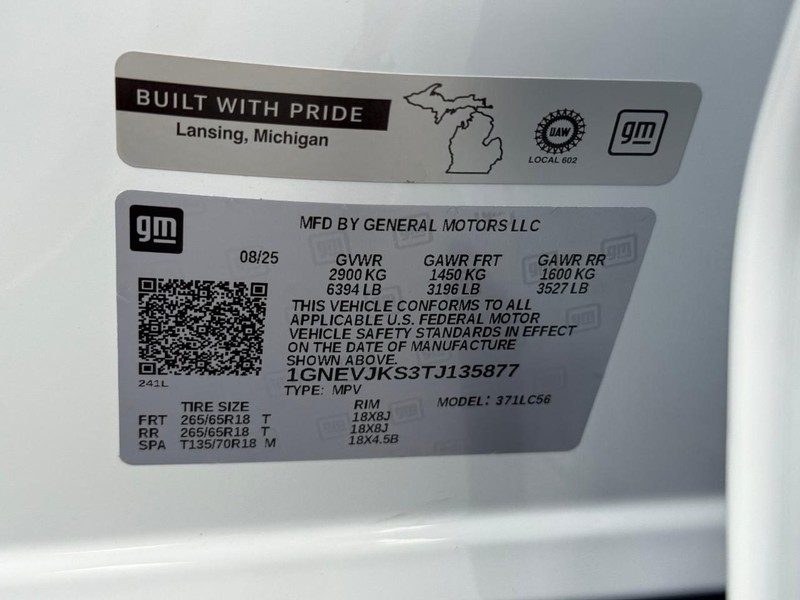 BUILT WITH PRIDE
Lansing, Michigan
UAW
LOCAL 602
gm
gm
MFD BY GENERAL MOTORS LLC
08/25 GVWR GAWR FRT GAWR RR
2900 KG 1450 KG 1600 KG
6394 LB 3196 LB 3527 LB
THIS VEHICLE CONFORMS TO ALL
APPLICABLE U.S. FEDERAL MOTOR
VEHICLE SAFETY STANDARDS IN EFFECT
ON THE DATE OF MANUFACTURE
SHOWN ABOVE.
241L
1GNEVJKS3TJ135877
TYPE: MPV MODEL: 371LC56
TIRE SIZE RIM
FRT 265/65R18 T 18X8J
RR 265/65R18 T 18X8J
SPA T135/70R18 M 18X4.5B